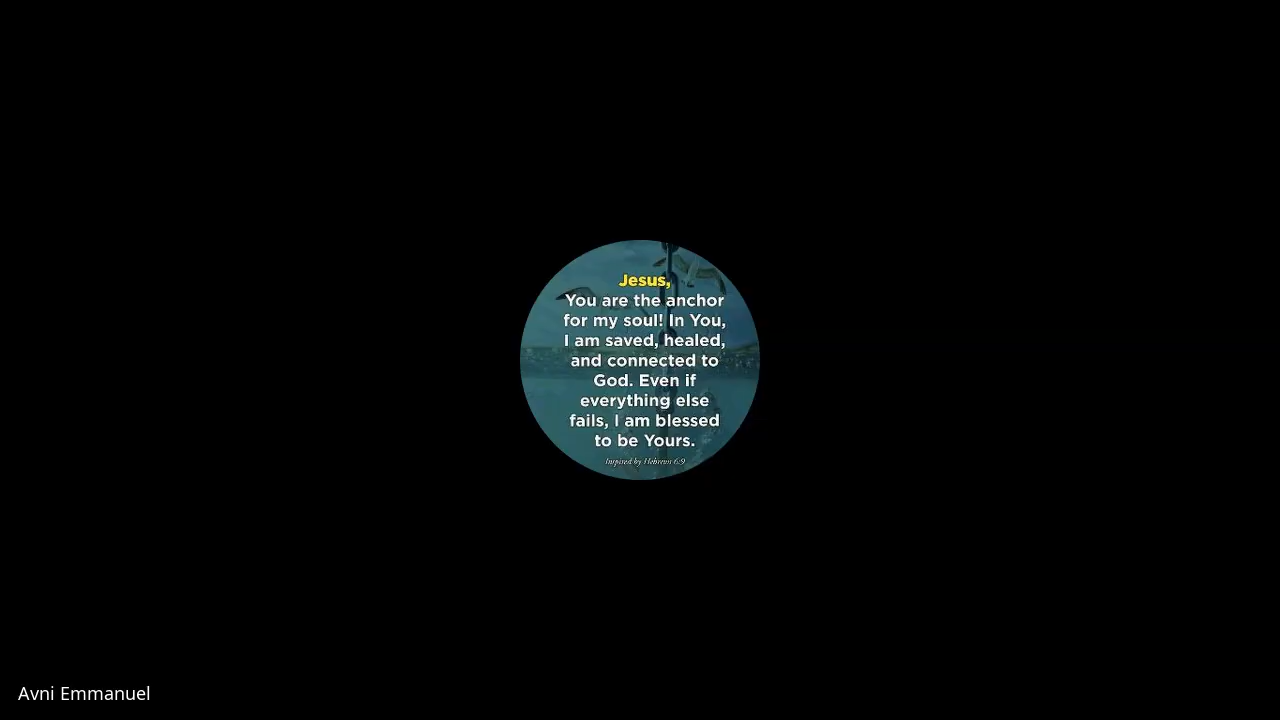 Jesus,
You are the anchor
for my soul! In You,
I am saved, healed,
and connected to
God. Even if
everything else
fails, I am blessed
to be Yours.
Inspired by Hebrews 6:9
Avni Emmanuel